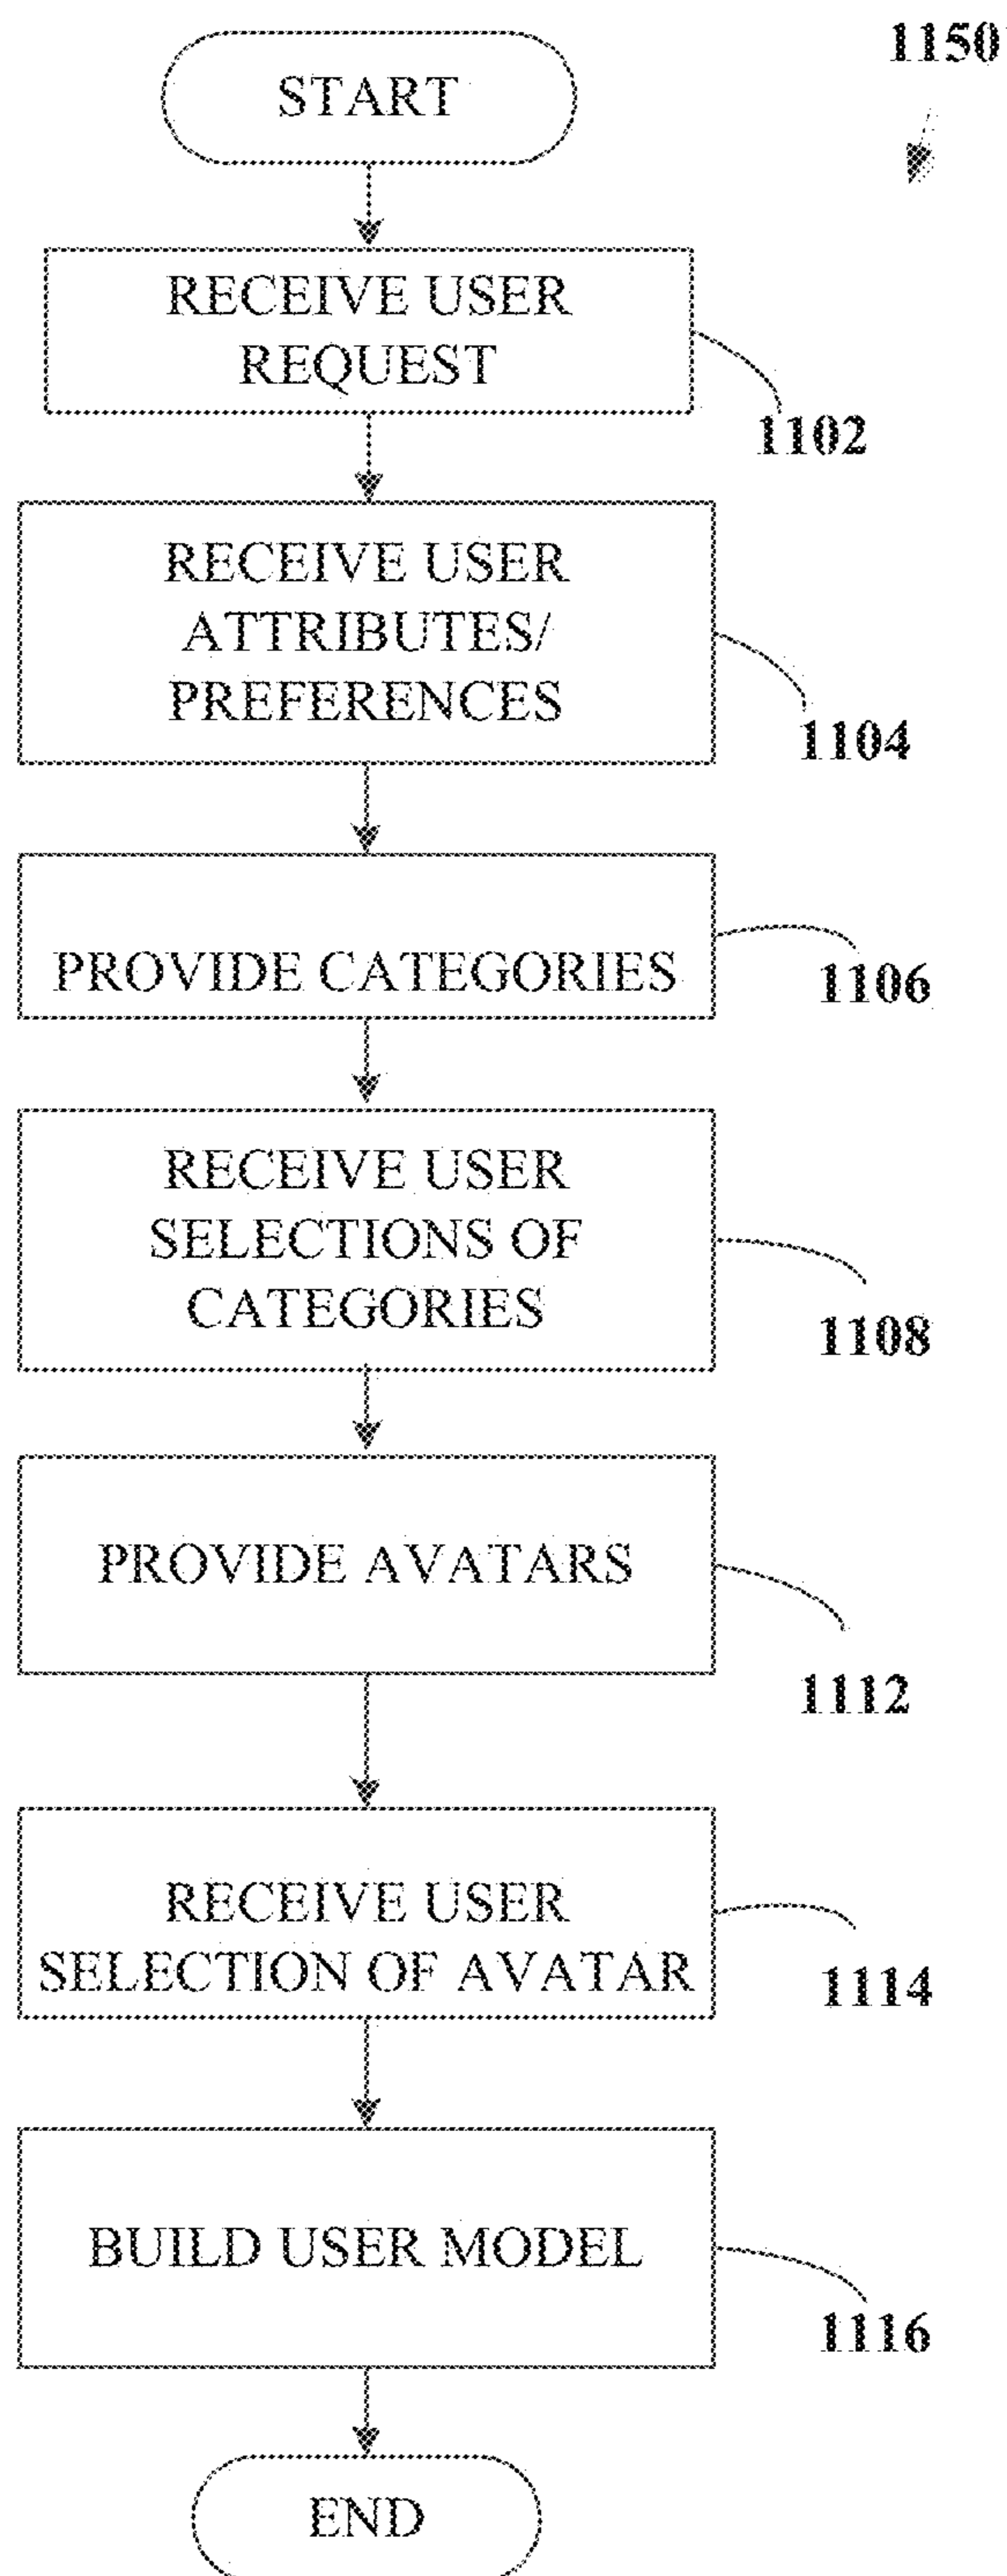 1150
START
RECEIVE USER
REQUEST
1102
RECEIVE USER
ATTRIBUTES/
PREFERENCES
1104
PROVIDE CATEGORIES
1106
RECEIVE USER
SELECTIONS OF
CATEGORIES
1108
PROVIDE AVATARS
1112
RECEIVE USER
SELECTION OF AVATAR
1114
BUILD USER MODEL
1116
END